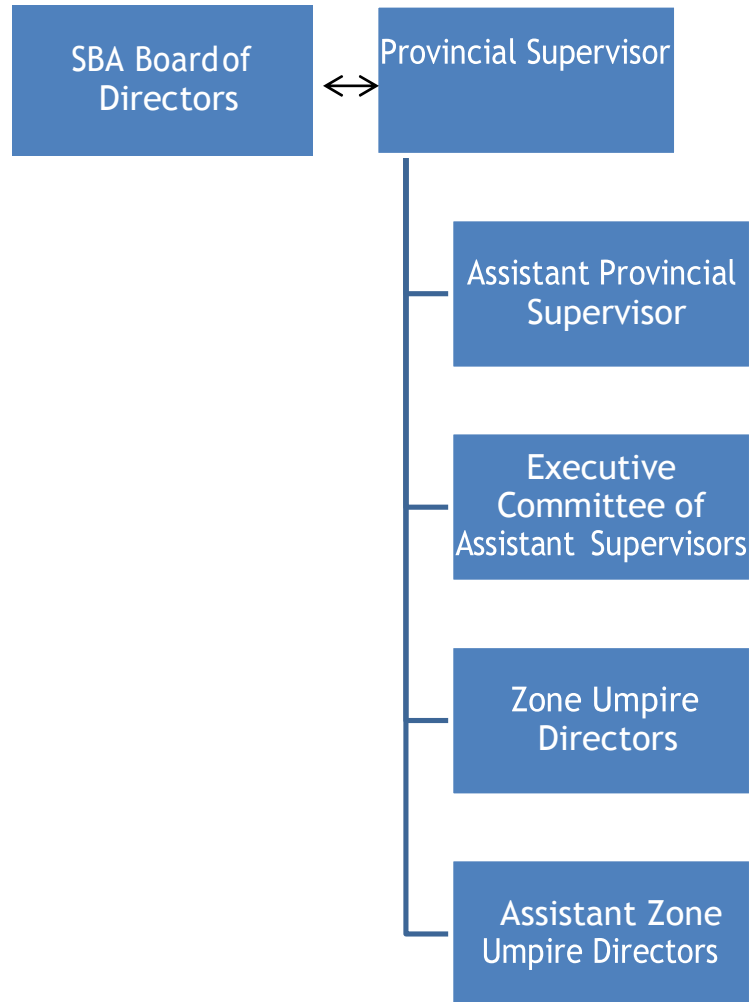 SBA Board of
Directors
Provincial Supervisor
Assistant Provincial
Supervisor
Executive
Committee of
Assistant Supervisors
Zone Umpire
Directors
Assistant Zone
Umpire Directors